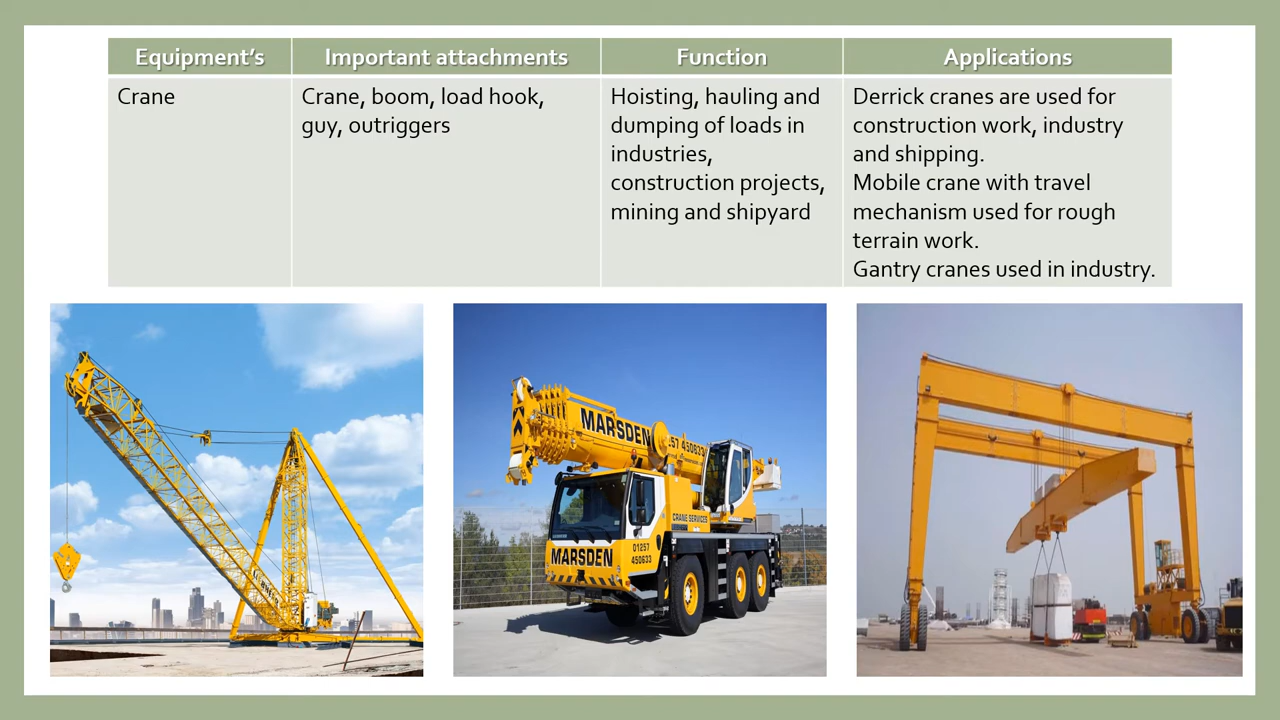 Equipment's
Important attachments
Function
Applications
Crane
Crane, boom, load hook,
guy, outriggers
Hoisting, hauling and
dumping of loads in
industries,
construction projects,
mining and shipyard
Derrick cranes are used for
construction work, industry
and shipping.
Mobile crane with travel
mechanism used for rough
terrain work.
Gantry cranes used in industry.
MARSDEN
257 450633
CRANE SERVICES
MARSDEN
01257
450633